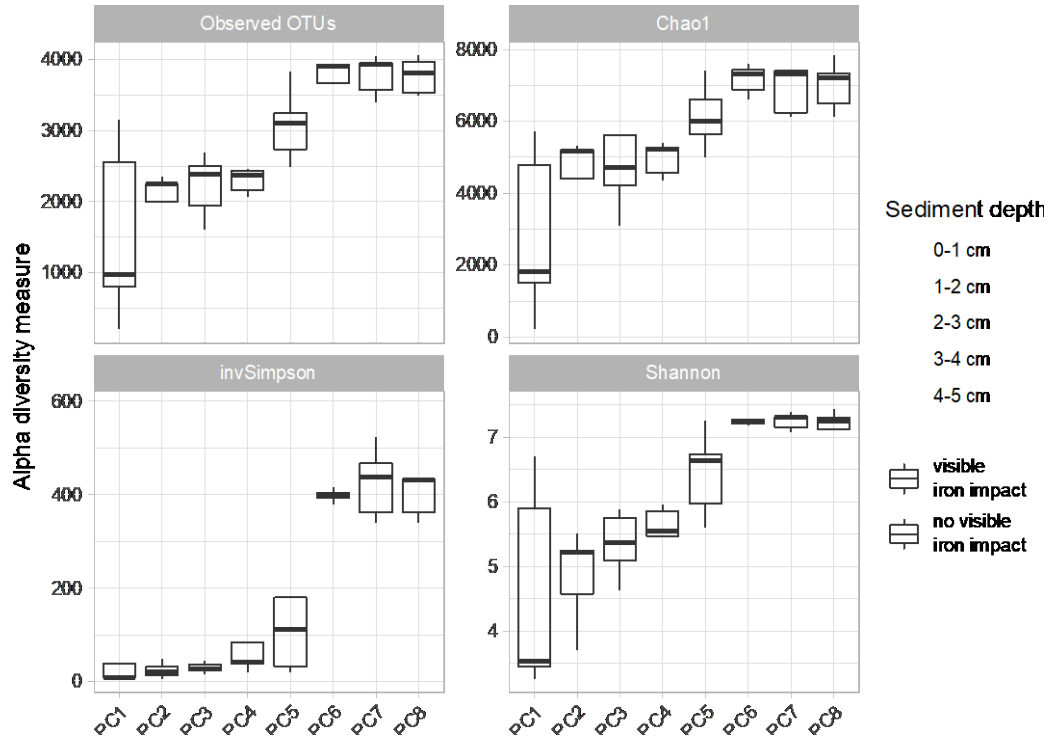 Observed OTUs
Chao1
4000
3000
2000
1000
8000
6000
4000
2000
0
Alpha diversity measure
invSimpson
Shannon
600
400
200
0
7
6
5
4
PC1 PC2 PC3 PC4 PC5 PC6 PC7 PC8
PC1 PC2 PC3 PC4 PC5 PC6 PC7 PC8
Sediment depth
0-1 cm
1-2 cm
2-3 cm
3-4 cm
4-5 cm
visible
iron impact
no visible
iron impact